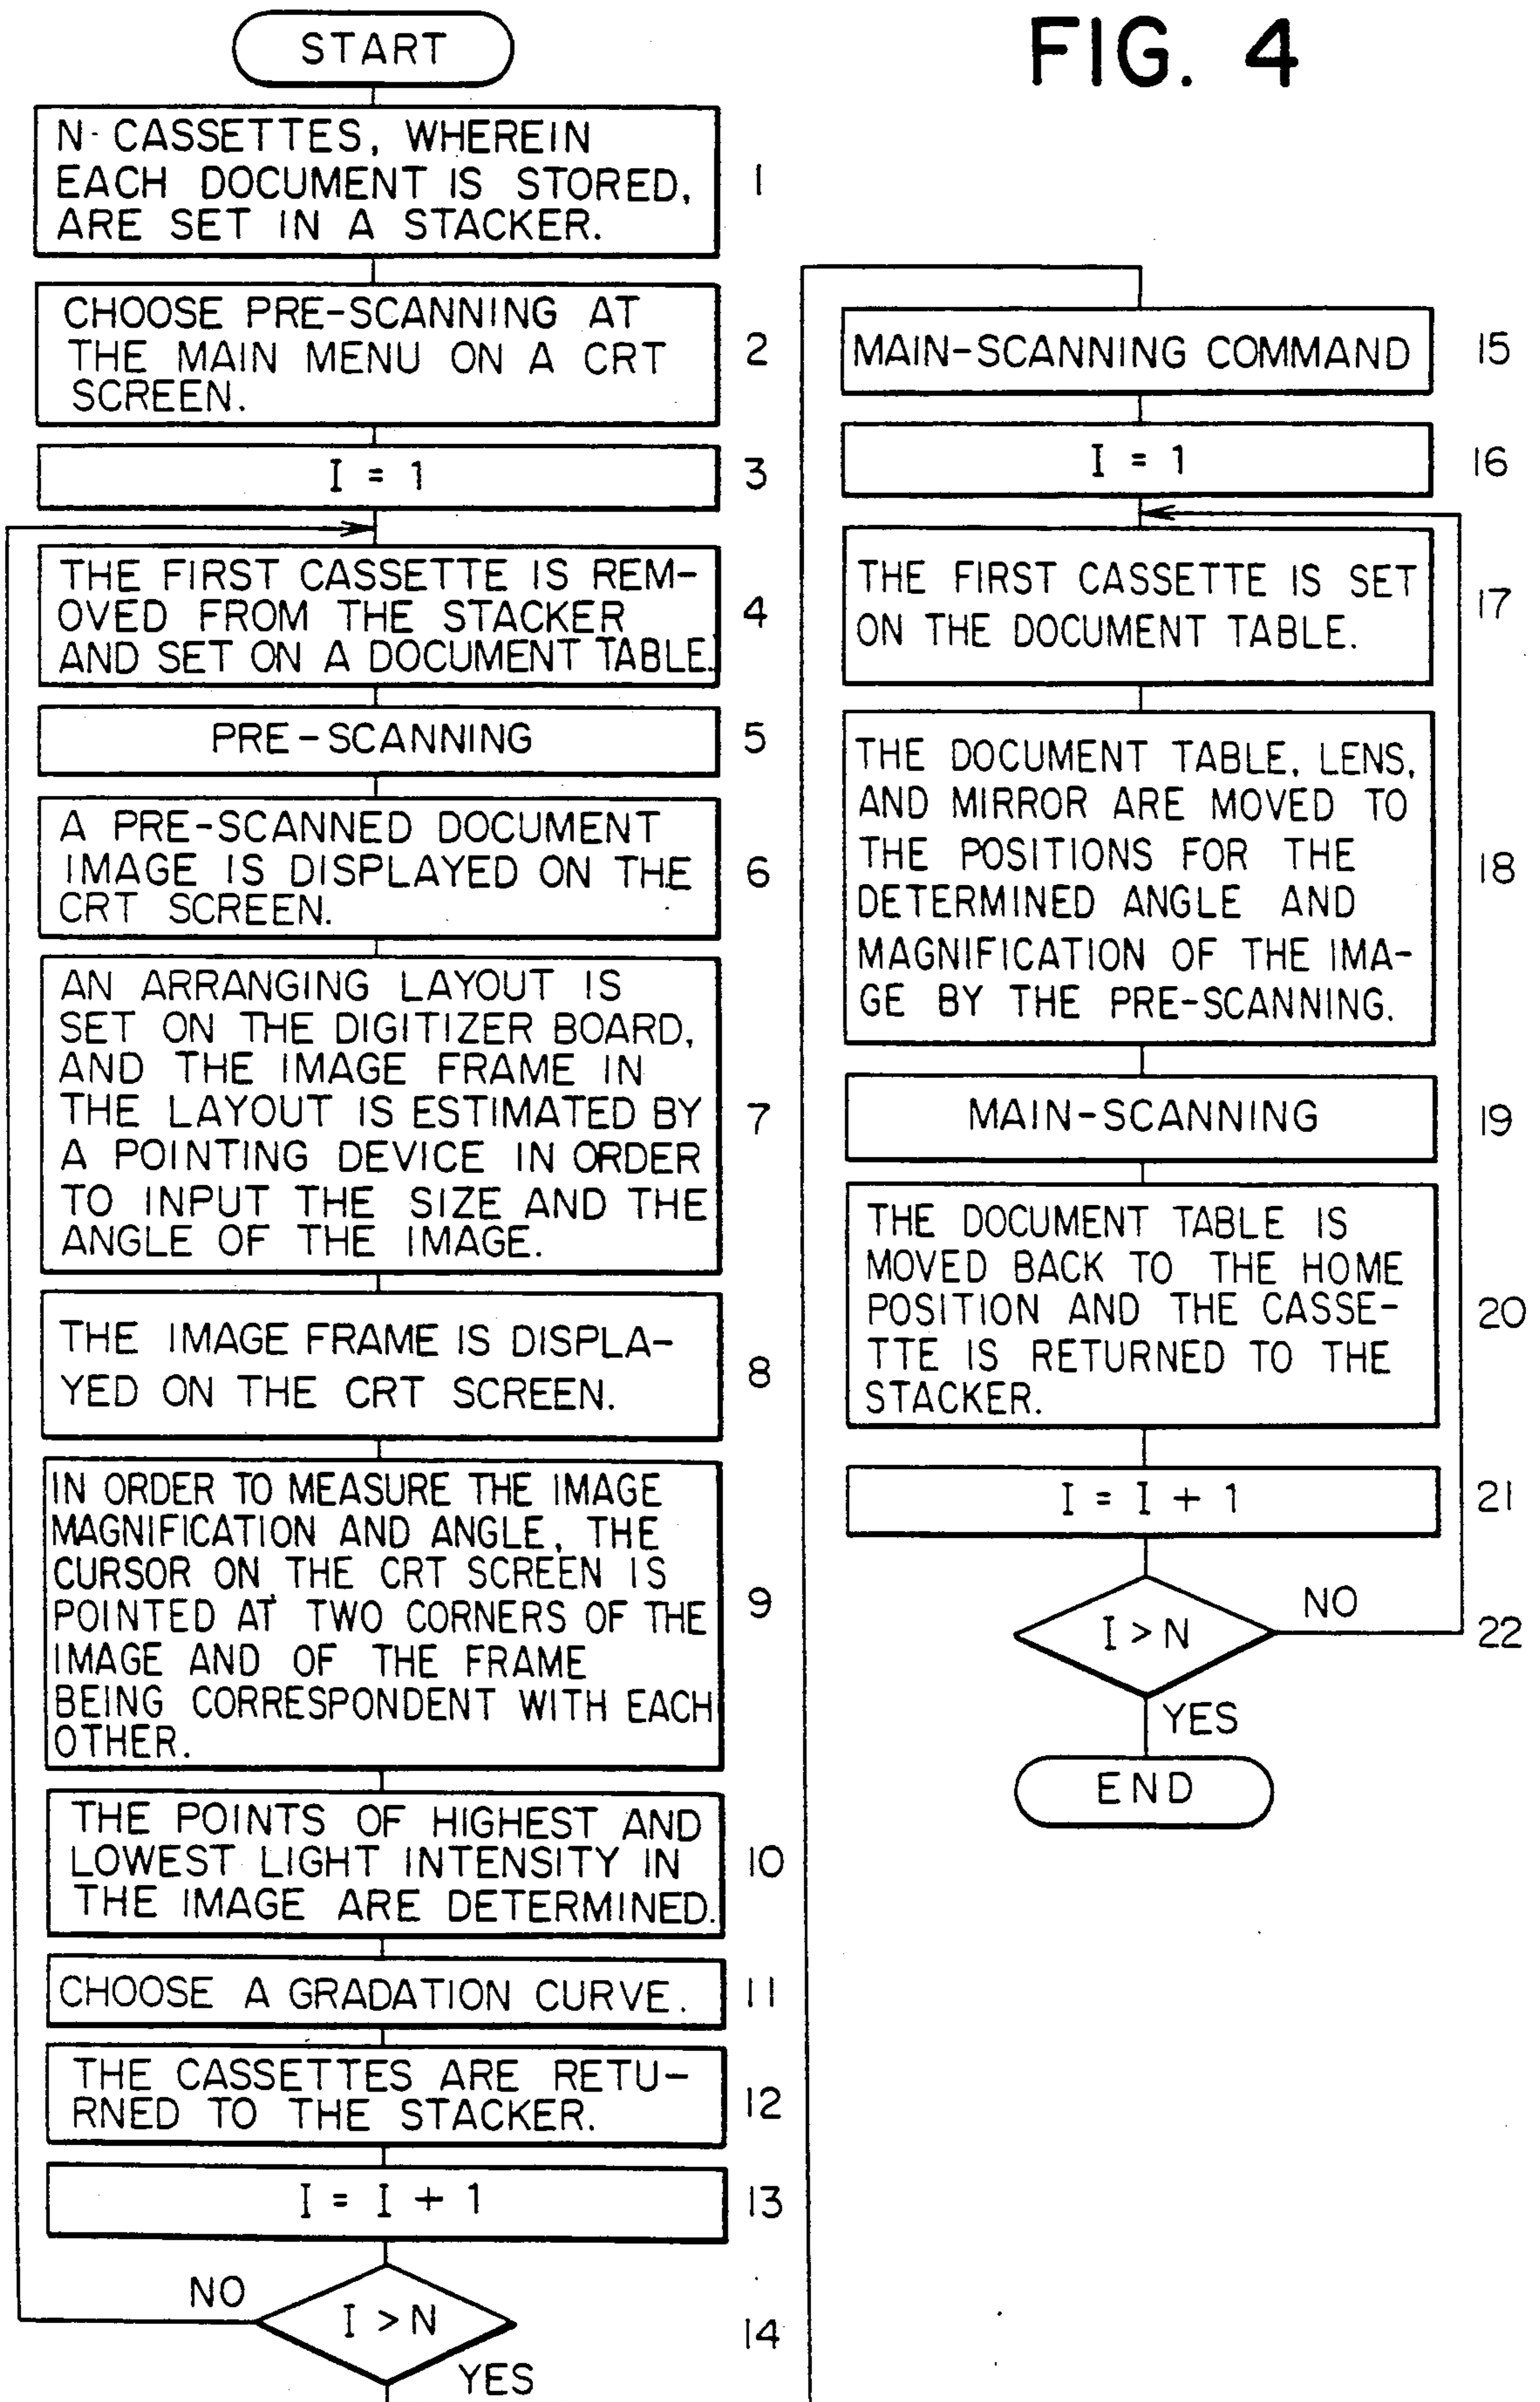 FIG. 4
START
N- CASSETTES, WHEREIN
EACH DOCUMENT IS STORED,
ARE SET IN A STACKER.
1
CHOOSE PRE-SCANNING AT
THE MAIN MENU ON A CRT
SCREEN.
2
I = 1
3
THE FIRST CASSETTE IS REM-
OVED FROM THE STACKER
AND SET ON A DOCUMENT TABLE.
4
PRE-SCANNING
5
A PRE-SCANNED DOCUMENT
IMAGE IS DISPLAYED ON THE
CRT SCREEN.
6
AN ARRANGING LAYOUT IS
SET ON THE DIGITIZER BOARD,
AND THE IMAGE FRAME IN
THE LAYOUT IS ESTIMATED BY
A POINTING DEVICE IN ORDER
TO INPUT THE SIZE AND THE
ANGLE OF THE IMAGE.
7
THE IMAGE FRAME IS DISPLA-
YED ON THE CRT SCREEN.
8
IN ORDER TO MEASURE THE IMAGE
MAGNIFICATION AND ANGLE, THE
CURSOR ON THE CRT SCREEN IS
POINTED AT TWO CORNERS OF THE
IMAGE AND OF THE FRAME
BEING CORRESPONDENT WITH EACH
OTHER.
9
THE POINTS OF HIGHEST AND
LOWEST LIGHT INTENSITY IN
THE IMAGE ARE DETERMINED.
10
CHOOSE A GRADATION CURVE.
11
THE CASSETTES ARE RETU-
RNED TO THE STACKER.
12
I = I + 1
13
NO
I > N
14
YES
MAIN-SCANNING COMMAND
15
I = 1
16
THE FIRST CASSETTE IS SET
ON THE DOCUMENT TABLE.
17
THE DOCUMENT TABLE, LENS,
AND MIRROR ARE MOVED TO
THE POSITIONS FOR THE
DETERMINED ANGLE AND
MAGNIFICATION OF THE IMA-
GE BY THE PRE-SCANNING.
18
MAIN-SCANNING
19
THE DOCUMENT TABLE IS
MOVED BACK TO THE HOME
POSITION AND THE CASSE-
TTE IS RETURNED TO THE
STACKER.
20
I = I + 1
21
I > N
NO
22
YES
END